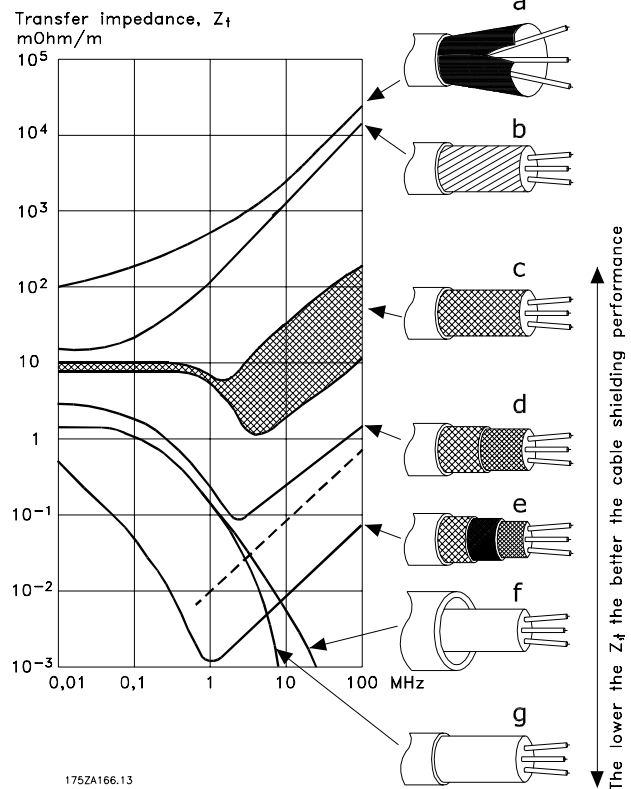 Transfer impedance, Zt
mOhm/m
10⁵
10⁴
10³
10²
10
1
10⁻¹
10⁻²
10⁻³
0,01 0,1 1 10 100 MHz
a
b
c
d
e
f
g
The lower the Zt the better the cable shielding performance
175ZA166.13